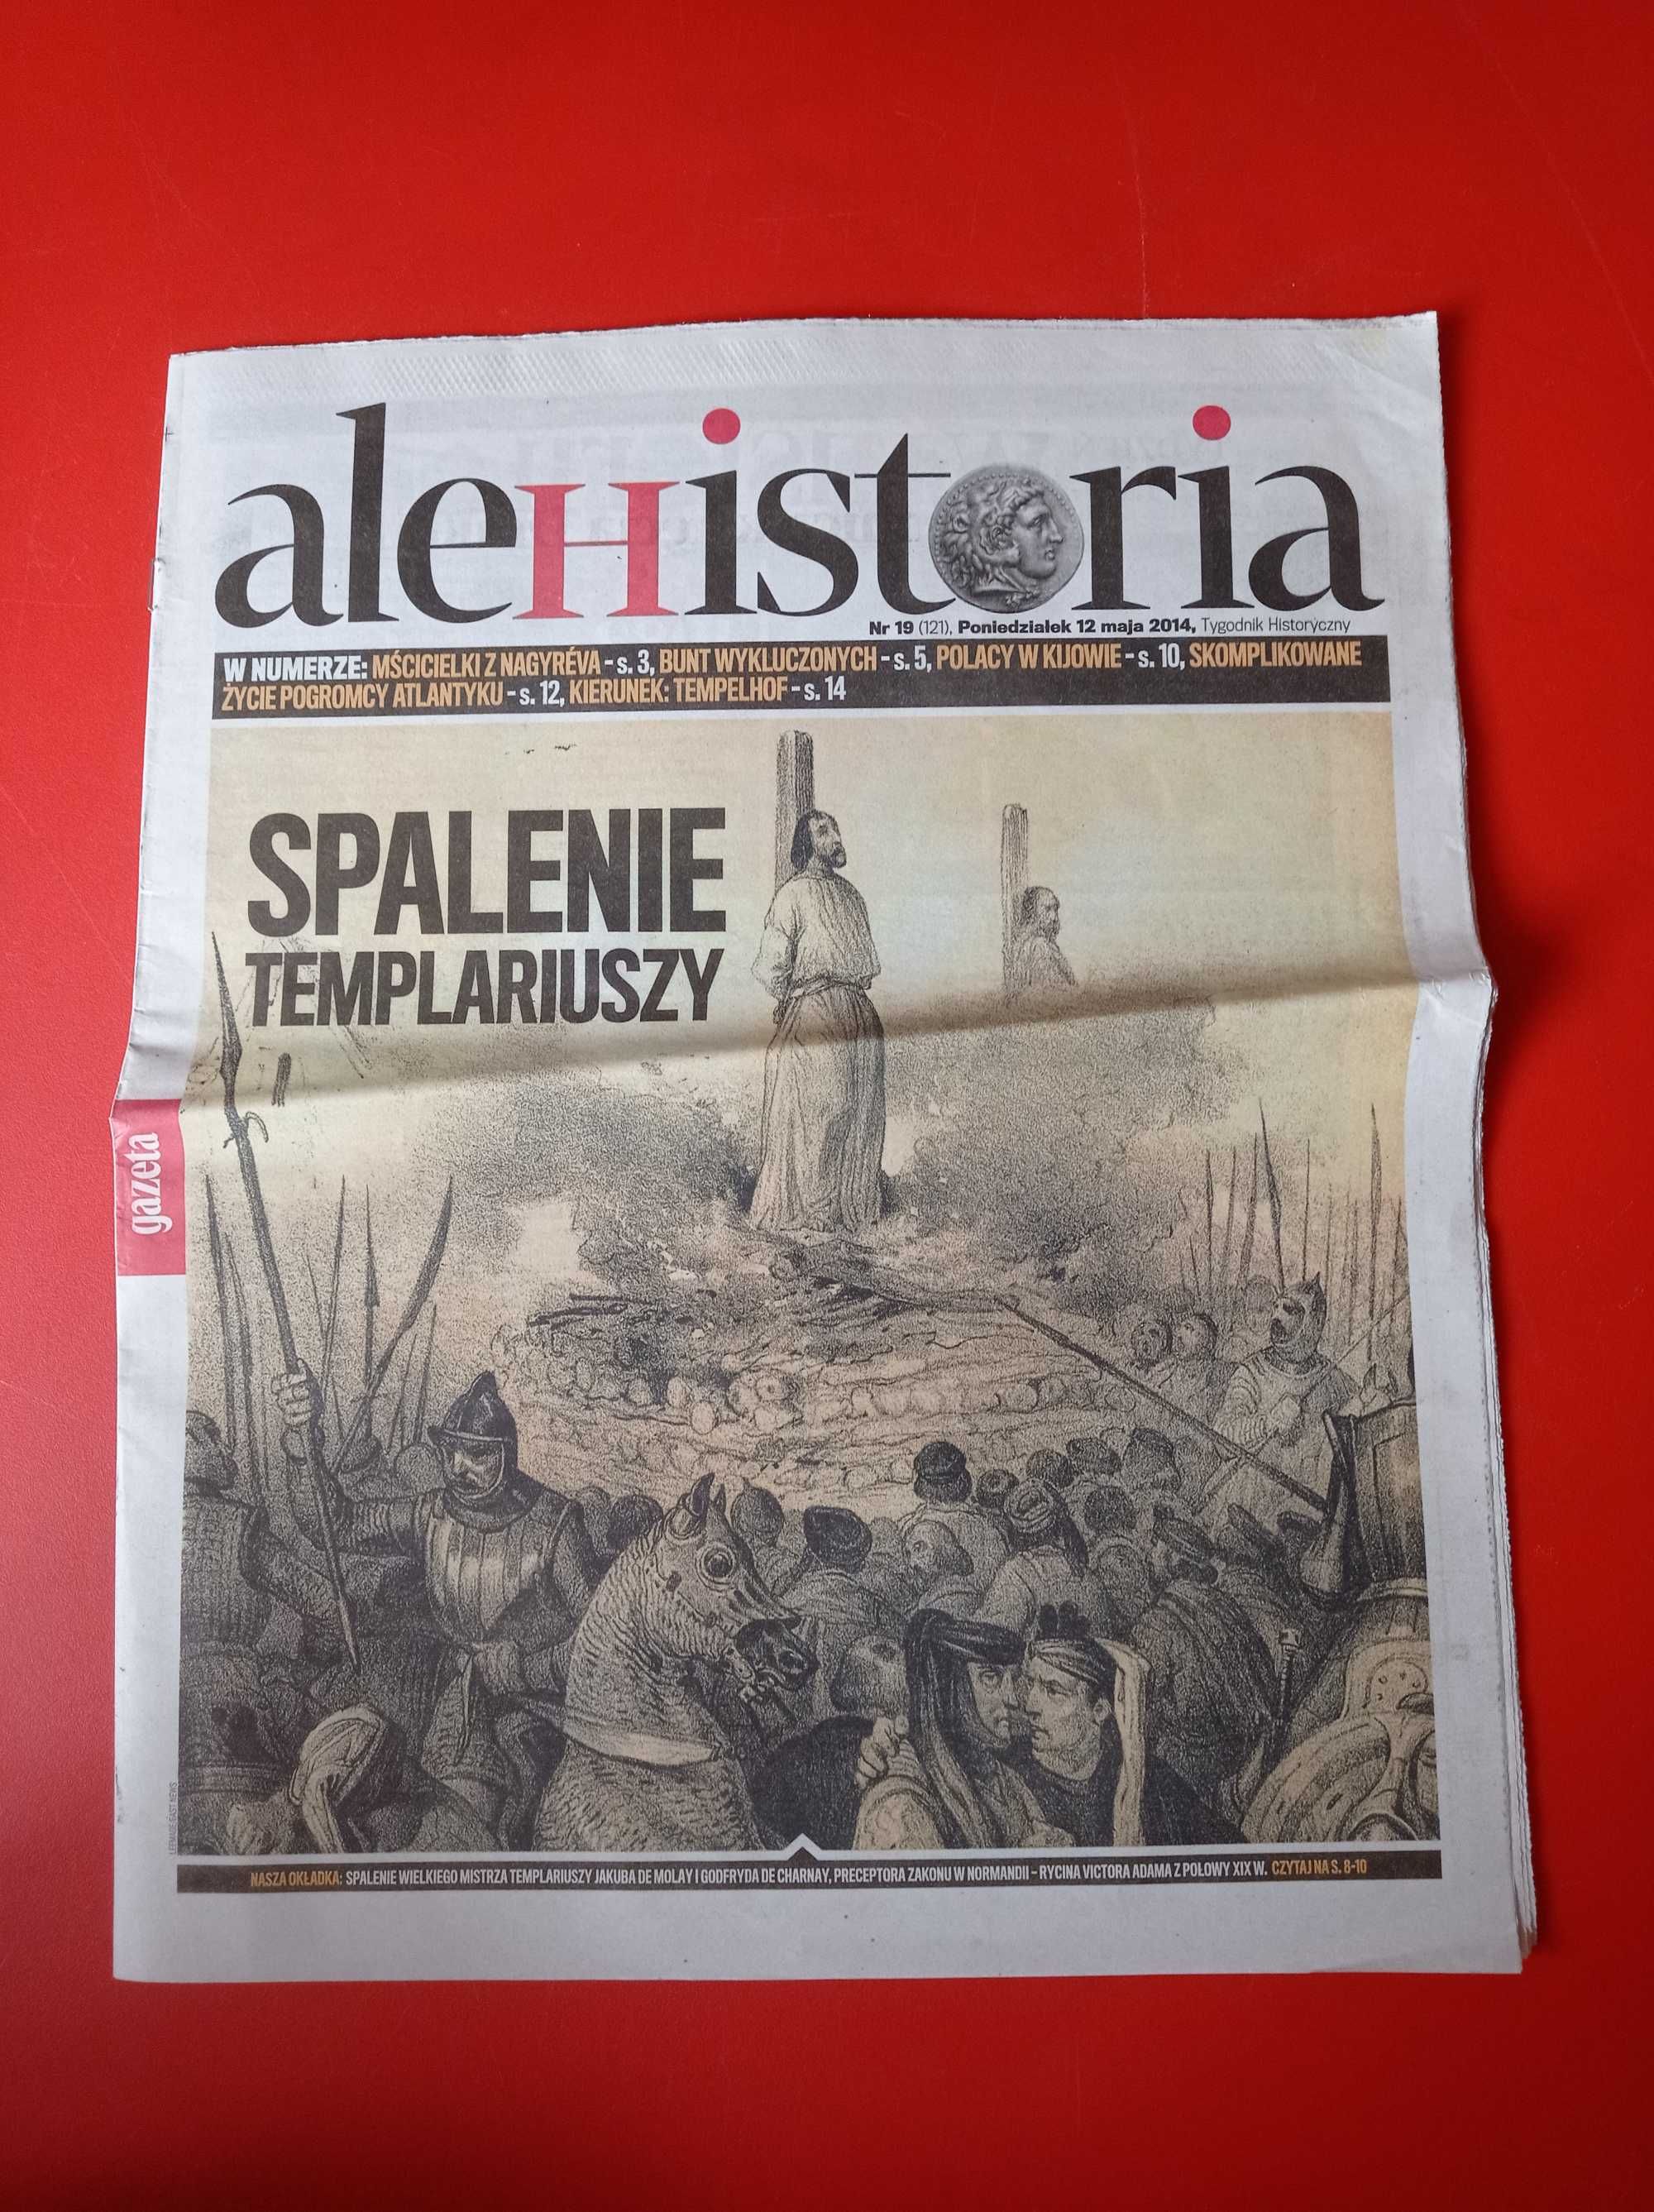 aleHistoria
Nr 19 (121), Poniedziałek 12 maja 2014, Tygodnik Historyczny
W NUMERZE: MŚCICIELKI Z NAGYRÉVA - s. 3, BUNT WYKLUCZONYCH - s. 5, POLACY W KIJOWIE - s. 10, SKOMPLIKOWANE
ŻYCIE POGROMCY ATLANTYKU - s. 12, KIERUNEK: TEMPELHOF - s. 14
SPALENIE
TEMPLARIUSZY
gazeta
NASZA OKŁADKA: SPALENIE WIELKIEGO MISTRZA TEMPLARIUSZY JAKUBA DE MOLAY I GODFRYDA DE CHARNAY, PRECEPTORA ZAKONU W NORMANDII – RYCINA VICTORA ADAMA Z POŁOWY XIX W. CZYTAJ NA S. 8-10